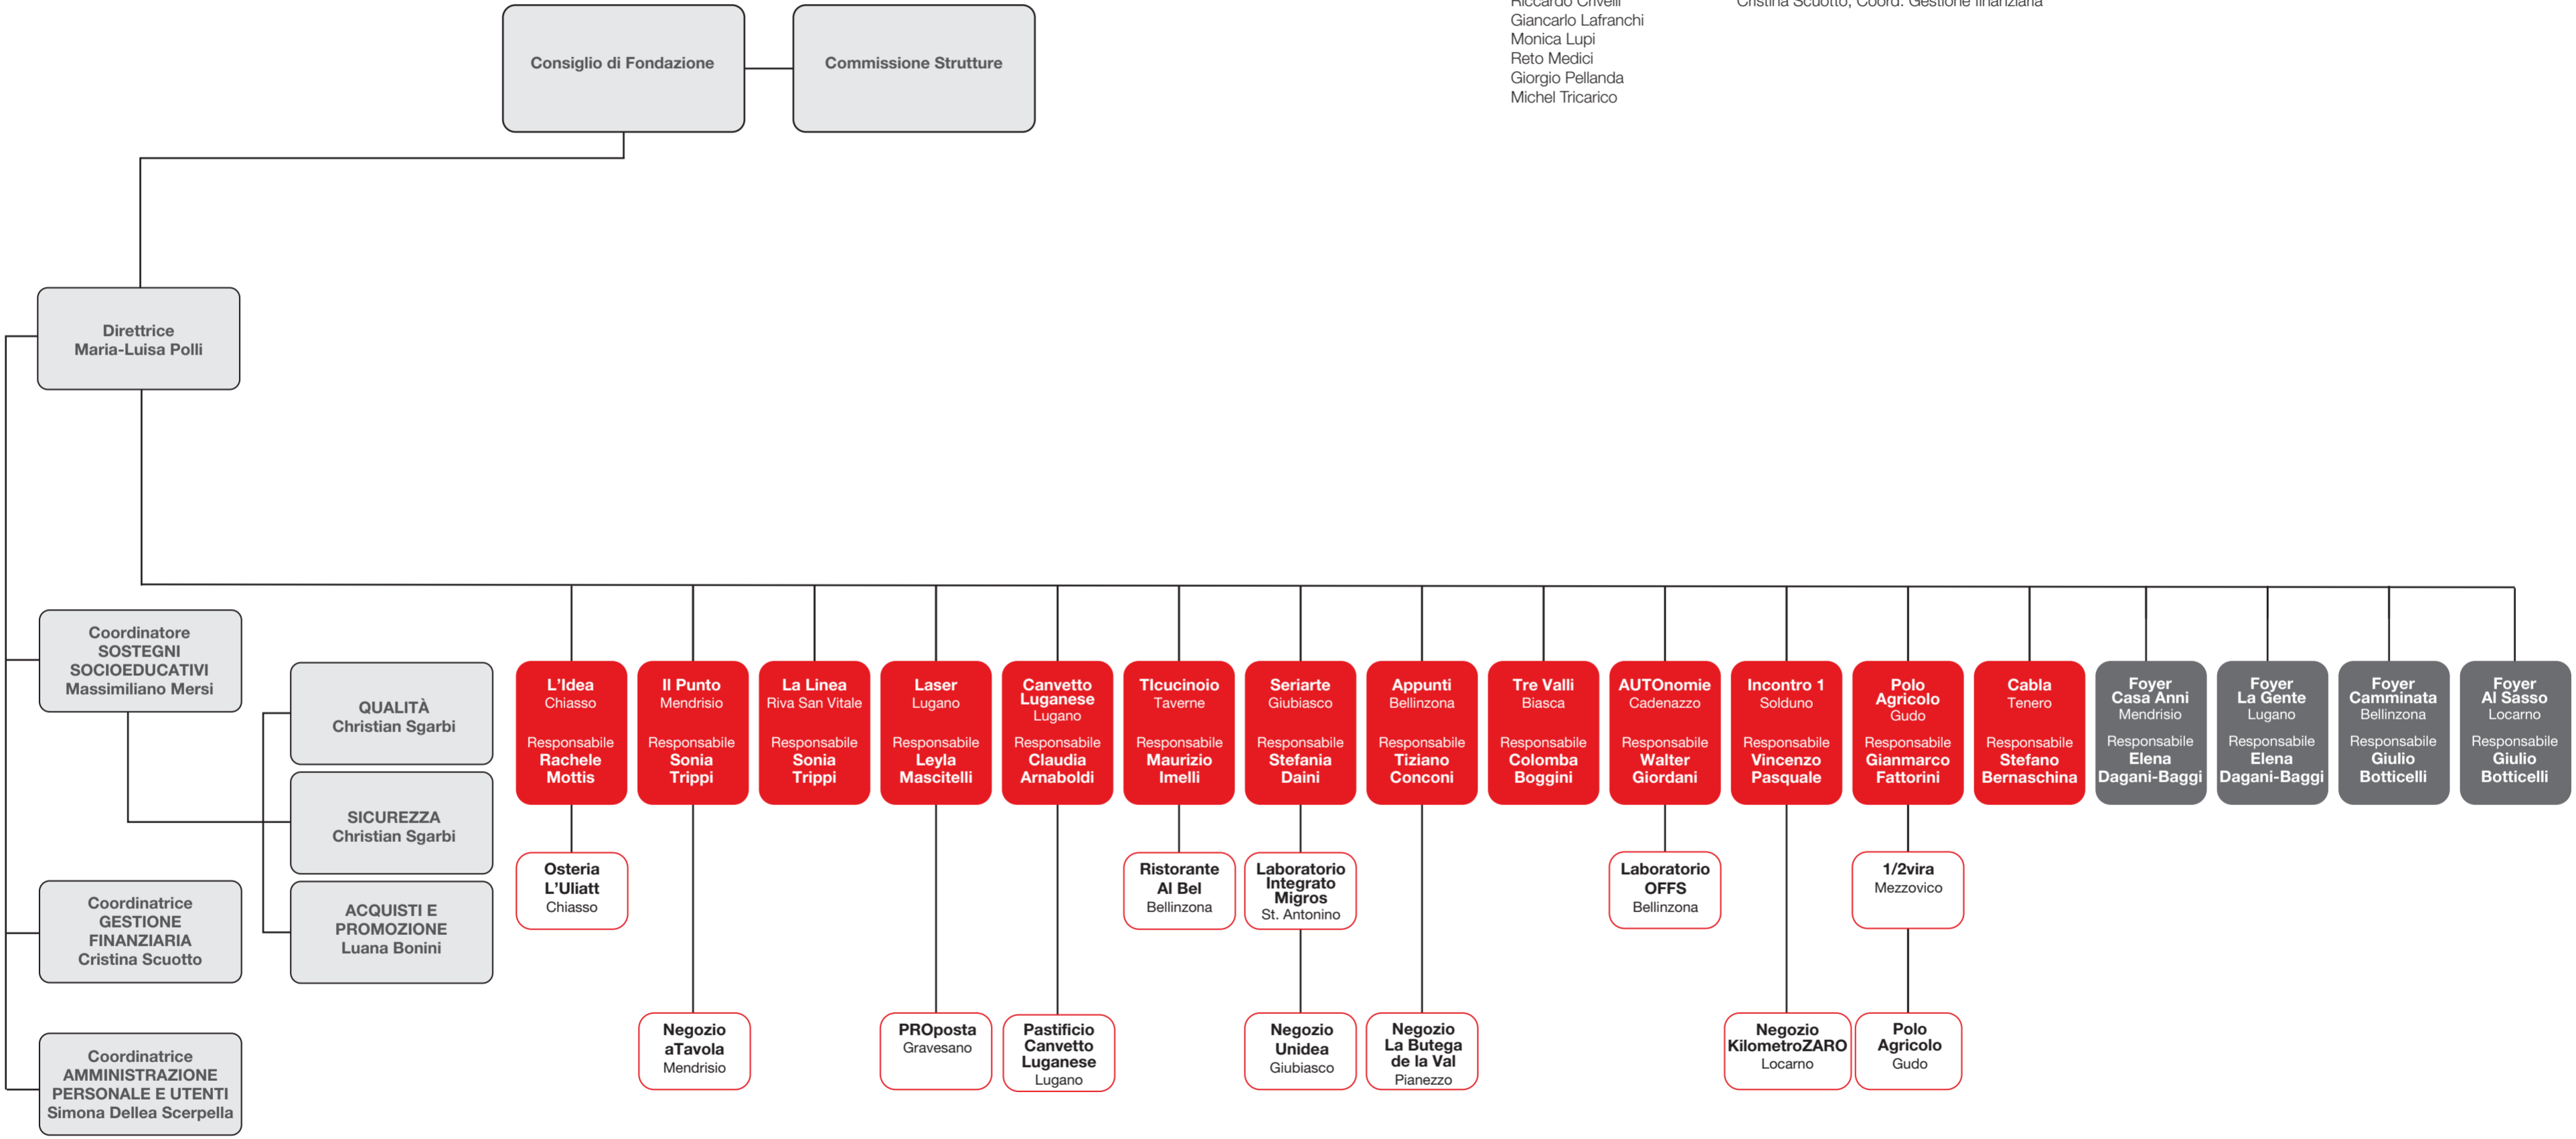 Riccardo Crivelli
Giancarlo Lafranchi
Monica Lupi
Reto Medici
Giorgio Pellanda
Michel Tricarico
Cristina Scuotto, Coord. Gestione finanziaria
Consiglio di Fondazione
Commissione Strutture
Direttrice
Maria-Luisa Polli
Coordinatore
SOSTEGNI
SOCIOEDUCATIVI
Massimiliano Mersi
QUALITÀ
Christian Sgarbi
SICUREZZA
Christian Sgarbi
ACQUISTI E
PROMOZIONE
Luana Bonini
Coordinatrice
GESTIONE
FINANZIARIA
Cristina Scuotto
Coordinatrice
AMMINISTRAZIONE
PERSONALE E UTENTI
Simona Dellea Scerpella
L'Idea
Chiasso
Responsabile
Rachele
Mottis
Il Punto
Mendrisio
Responsabile
Sonia
Trippi
La Linea
Riva San Vitale
Responsabile
Sonia
Trippi
Laser
Lugano
Responsabile
Leyla
Mascitelli
Canvetto
Luganese
Lugano
Responsabile
Claudia
Arnaboldi
TIcucinoio
Taverne
Responsabile
Maurizio
Imelli
Seriarte
Giubiasco
Responsabile
Stefania
Daini
Appunti
Bellinzona
Responsabile
Tiziano
Conconi
Tre Valli
Biasca
Responsabile
Colomba
Boggini
AUTOnomie
Cadenazzo
Responsabile
Walter
Giordani
Incontro 1
Solduno
Responsabile
Vincenzo
Pasquale
Polo
Agricolo
Gudo
Responsabile
Gianmarco
Fattorini
Cabla
Tenero
Responsabile
Stefano
Bernaschina
Foyer
Casa Anni
Mendrisio
Responsabile
Elena
Dagani-Baggi
Foyer
La Gente
Lugano
Responsabile
Elena
Dagani-Baggi
Foyer
Camminata
Bellinzona
Responsabile
Giulio
Botticelli
Foyer
Al Sasso
Locarno
Responsabile
Giulio
Botticelli
Osteria
L'Uliatt
Chiasso
Ristorante
Al Bel
Bellinzona
Laboratorio
Integrato
Migros
St. Antonino
Laboratorio
OFFS
Bellinzona
1/2vira
Mezzovico
Negozio
aTavola
Mendrisio
PROposta
Gravesano
Pastificio
Canvetto
Luganese
Lugano
Negozio
Unidea
Giubiasco
Negozio
La Butega
de la Val
Pianezzo
Negozio
KilometroZARO
Locarno
Polo
Agricolo
Gudo